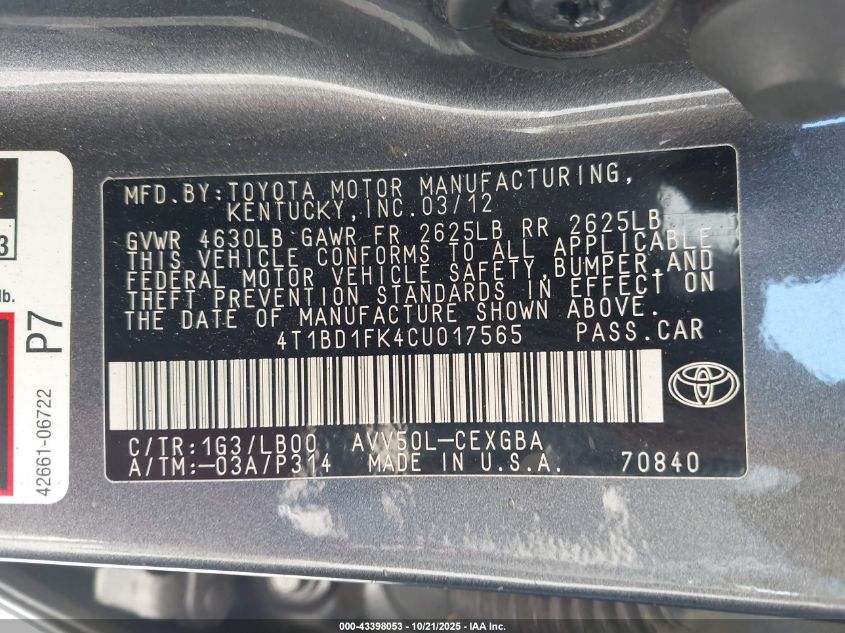 MFD.BY:TOYOTA MOTOR MANUFACTURING,
KENTUCKY,INC.03/12
GVWR 4630LB GAWR FR 2625LB RR 2625LB
THIS VEHICLE CONFORMS TO ALL APPLICABLE
FEDERAL MOTOR VEHICLE SAFETY,BUMPER,AND
THEFT PREVENTION STANDARDS IN EFFECT ON
THE DATE OF MANUFACTURE SHOWN ABOVE.
4T1BD1FK4CU017565 PASS.CAR
C/TR:1G3/LB00 AVV50L-CEXGBA
A/TM:-03A/P314 MADE IN U.S.A. 70840
3
lb.
P7
42661-06722
000-43398053 - 10/21/2025 - IAA Inc.